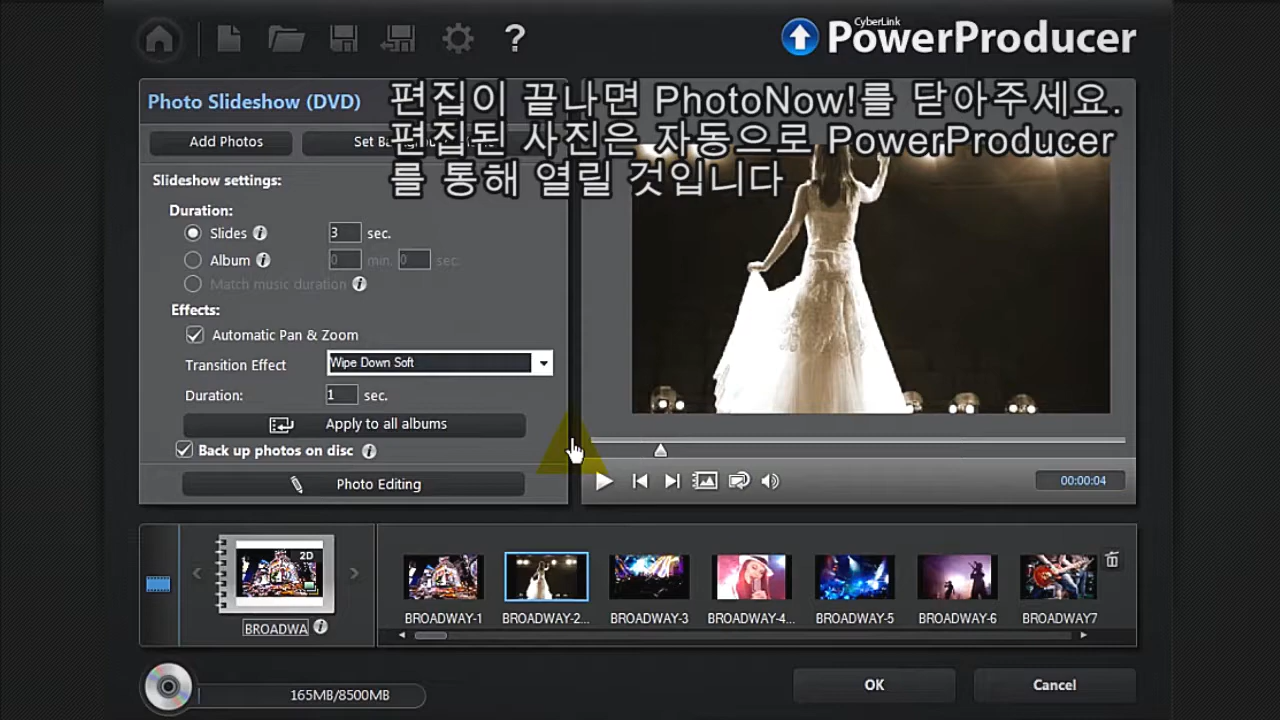 ?
CyberLink
PowerProducer
Photo Slideshow (DVD)
편집이 끝나면 PhotoNow!를 닫아주세요.
편집된 사진은 자동으로 PowerProducer
를 통해 열릴 것입니다
Add Photos
Slideshow settings:
Duration:
Slides
3 sec.
Album
0 min. 0 sec.
Match music duration
Effects:
Automatic Pan & Zoom
Transition Effect
Wipe Down Soft
Duration:
1 sec.
Apply to all albums
Back up photos on disc
Photo Editing
00:00:04
2D
BROADWA
BROADWAY-1
BROADWAY-2...
BROADWAY-3
BROADWAY-4...
BROADWAY-5
BROADWAY-6
BROADWAY7
165MB/8500MB
OK
Cancel